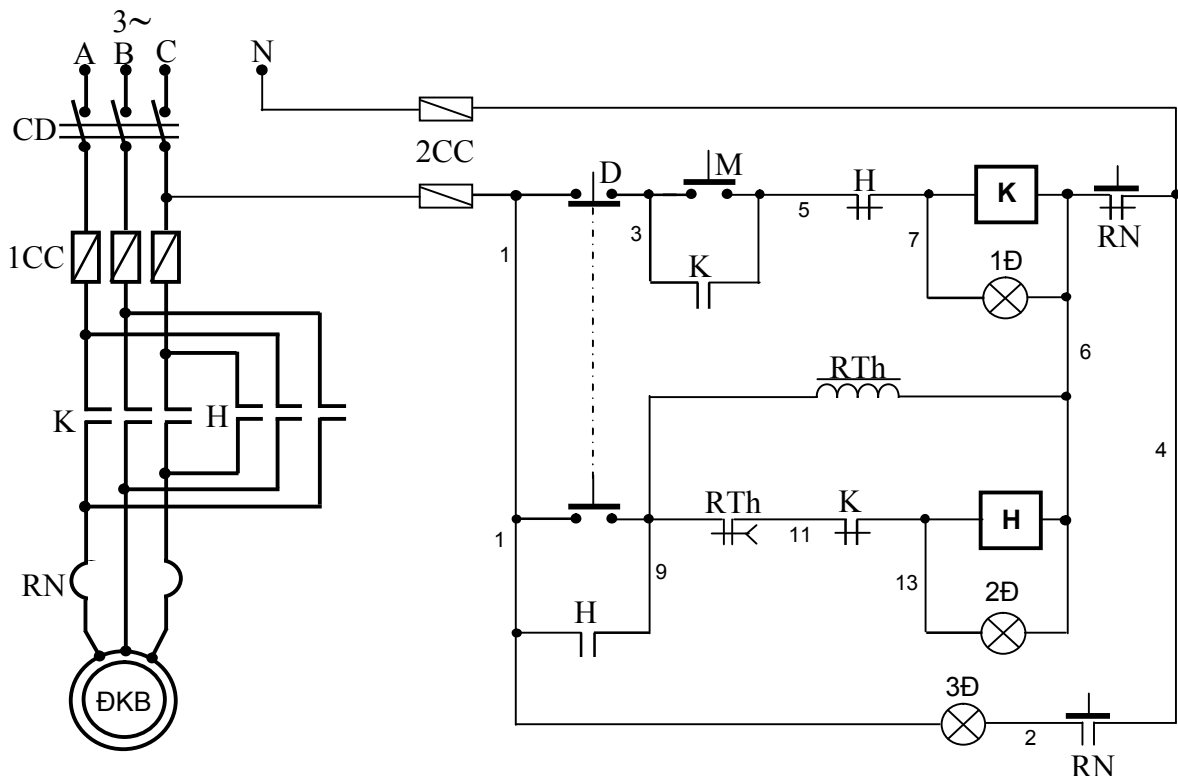 3~
A B C N
CD
2CC
D M H K
1 3 5 7 RN
1CC K 1Đ
6
RTh
K H 4
RTh K H
1 11
RN 9 13 2Đ
H
ĐKB 3Đ
2
RN